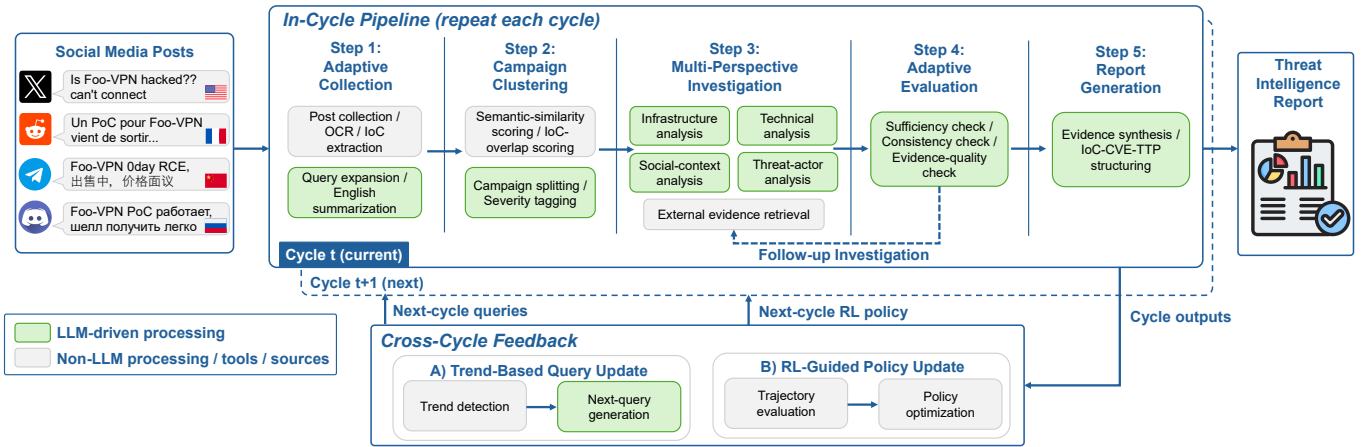 Social Media Posts
Is Foo-VPN hacked??
can't connect
Un PoC pour Foo-VPN
vient de sortir...
Foo-VPN 0day RCE,
出售中，价格面议
Foo-VPN PoC работает,
шелл получить легко
In-Cycle Pipeline (repeat each cycle)
Step 1:
Adaptive
Collection
Post collection /
OCR / IoC
extraction
Query expansion /
English
summarization
Step 2:
Campaign
Clustering
Semantic-similarity
scoring / IoC-
overlap scoring
Campaign splitting /
Severity tagging
Step 3:
Multi-Perspective
Investigation
Infrastructure
analysis
Technical
analysis
Social-context
analysis
Threat-actor
analysis
External evidence retrieval
Step 4:
Adaptive
Evaluation
Sufficiency check /
Consistency check /
Evidence-quality
check
Follow-up Investigation
Step 5:
Report
Generation
Evidence synthesis /
IoC-CVE-TTP
structuring
Cycle t (current)
Cycle t+1 (next)
Threat
Intelligence
Report
Next-cycle queries
Next-cycle RL policy
Cycle outputs
LLM-driven processing
Non-LLM processing / tools / sources
Cross-Cycle Feedback
A) Trend-Based Query Update
Trend detection
Next-query
generation
B) RL-Guided Policy Update
Trajectory
evaluation
Policy
optimization